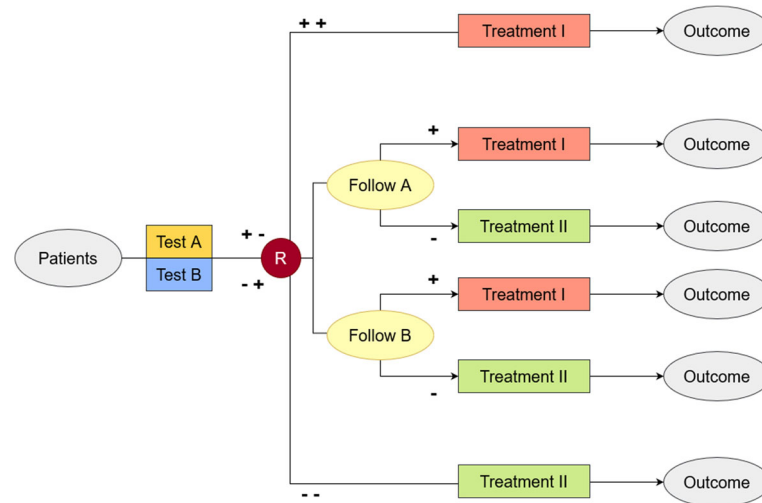 + +
Treatment I
Outcome
+
Treatment I
Outcome
Follow A
-
Treatment II
Outcome
Patients
Test A
Test B
+ -
- +
R
+
Treatment I
Outcome
Follow B
-
Treatment II
Outcome
- -
Treatment II
Outcome